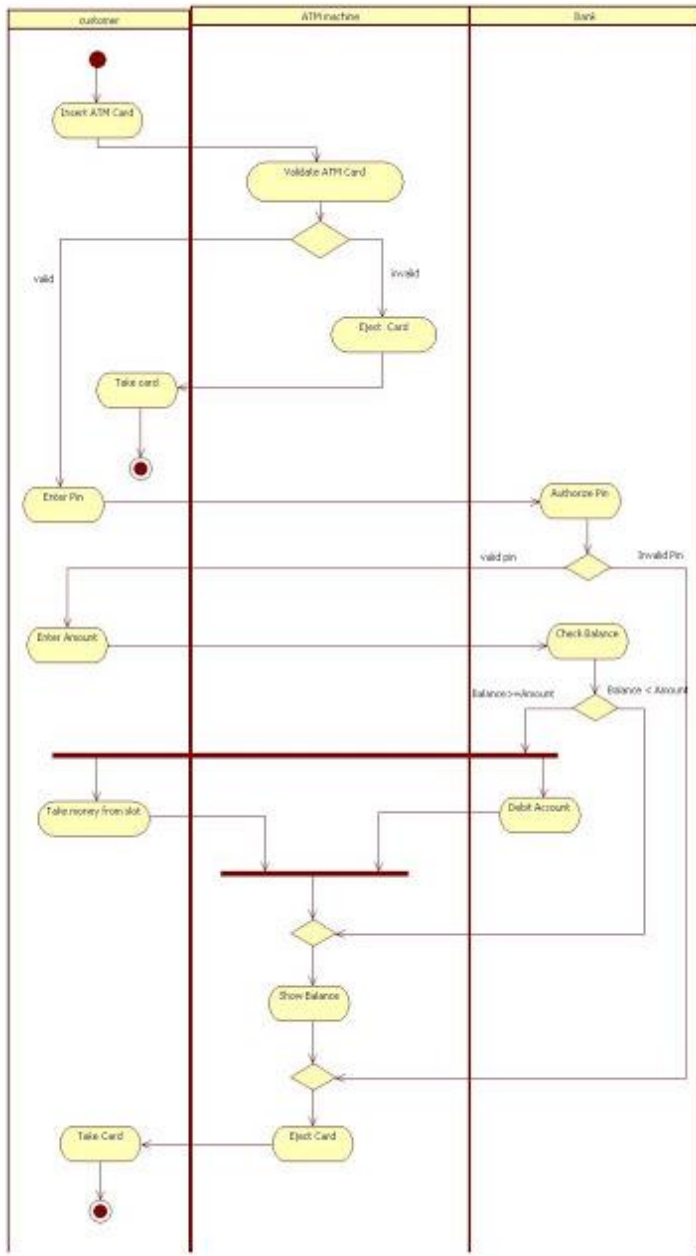 customer
ATM machine
Bank
Insert ATM Card
Validate ATM Card
valid
invalid
Eject Card
Take card
Enter Pin
Authorize Pin
valid pin
Invalid Pin
Enter Amount
Check Balance
Balance>=Amount
Balance < Amount
Take money from slot
Debit Account
Show Balance
Take Card
Eject Card